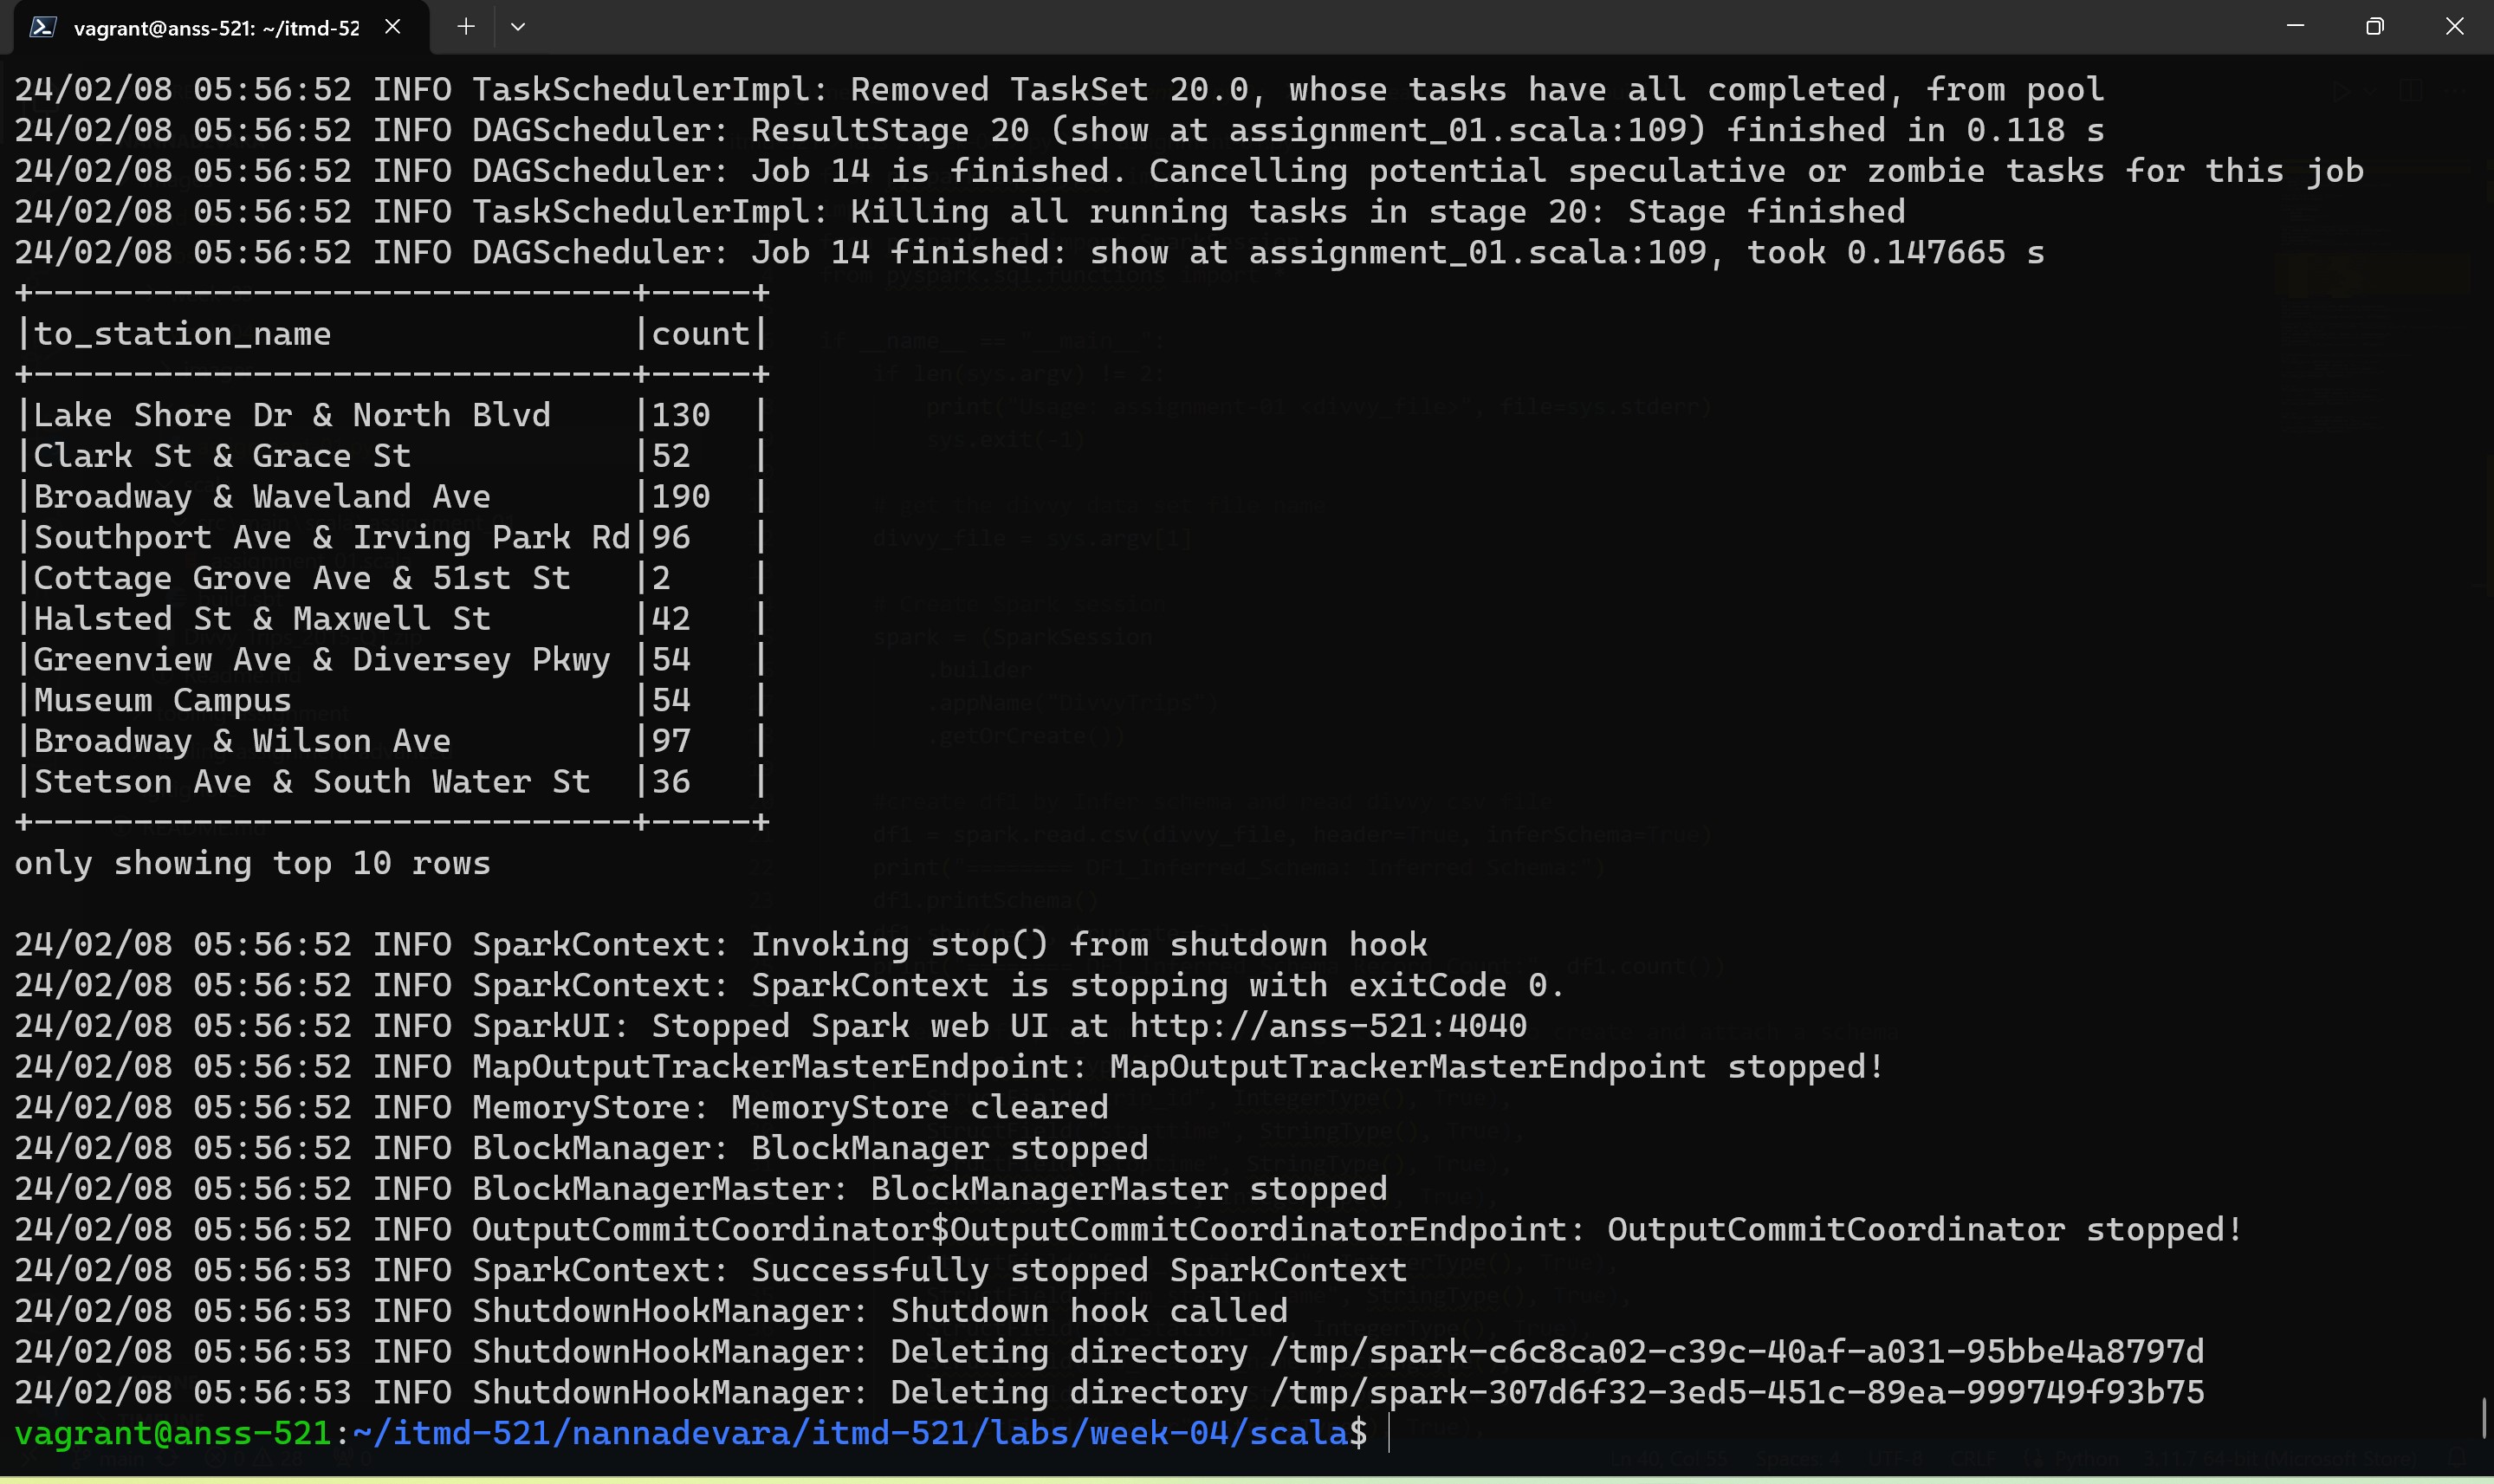 vagrant@anss-521: ~/itmd-52
24/02/08 05:56:52 INFO TaskSchedulerImpl: Removed TaskSet 20.0, whose tasks have all completed, from pool
24/02/08 05:56:52 INFO DAGScheduler: ResultStage 20 (show at assignment_01.scala:109) finished in 0.118 s
24/02/08 05:56:52 INFO DAGScheduler: Job 14 is finished. Cancelling potential speculative or zombie tasks for this job
24/02/08 05:56:52 INFO TaskSchedulerImpl: Killing all running tasks in stage 20: Stage finished
24/02/08 05:56:52 INFO DAGScheduler: Job 14 finished: show at assignment_01.scala:109, took 0.147665 s
+------------------------------+-----+
|to_station_name               |count|
+------------------------------+-----+
|Lake Shore Dr & North Blvd    |130  |
|Clark St & Grace St           |52   |
|Broadway & Waveland Ave       |190  |
|Southport Ave & Irving Park Rd|96   |
|Cottage Grove Ave & 51st St   |2    |
|Halsted St & Maxwell St       |42   |
|Greenview Ave & Diversey Pkwy |54   |
|Museum Campus                 |54   |
|Broadway & Wilson Ave         |97   |
|Stetson Ave & South Water St  |36   |
+------------------------------+-----+
only showing top 10 rows
24/02/08 05:56:52 INFO SparkContext: Invoking stop() from shutdown hook
24/02/08 05:56:52 INFO SparkContext: SparkContext is stopping with exitCode 0.
24/02/08 05:56:52 INFO SparkUI: Stopped Spark web UI at http://anss-521:4040
24/02/08 05:56:52 INFO MapOutputTrackerMasterEndpoint: MapOutputTrackerMasterEndpoint stopped!
24/02/08 05:56:52 INFO MemoryStore: MemoryStore cleared
24/02/08 05:56:52 INFO BlockManager: BlockManager stopped
24/02/08 05:56:52 INFO BlockManagerMaster: BlockManagerMaster stopped
24/02/08 05:56:52 INFO OutputCommitCoordinator$OutputCommitCoordinatorEndpoint: OutputCommitCoordinator stopped!
24/02/08 05:56:53 INFO SparkContext: Successfully stopped SparkContext
24/02/08 05:56:53 INFO ShutdownHookManager: Shutdown hook called
24/02/08 05:56:53 INFO ShutdownHookManager: Deleting directory /tmp/spark-c6c8ca02-c39c-40af-a031-95bbe4a8797d
24/02/08 05:56:53 INFO ShutdownHookManager: Deleting directory /tmp/spark-307d6f32-3ed5-451c-89ea-999749f93b75
vagrant@anss-521:~/itmd-521/nannadevara/itmd-521/labs/week-04/scala$